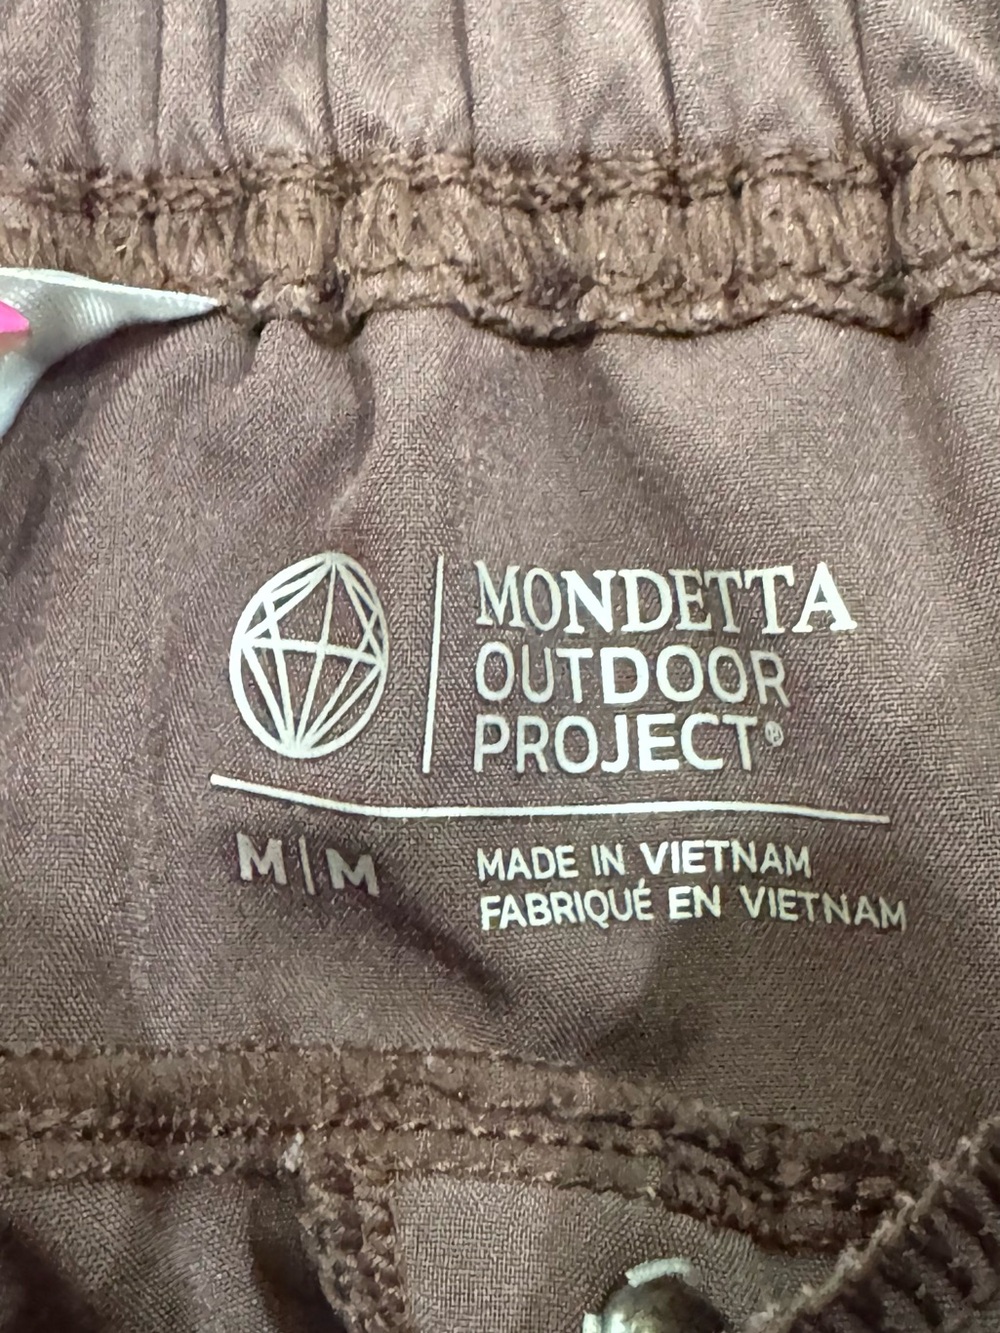 MONDETTA
OUTDOOR
PROJECT®
M|M
MADE IN VIETNAM
FABRIQUÉ EN VIETNAM